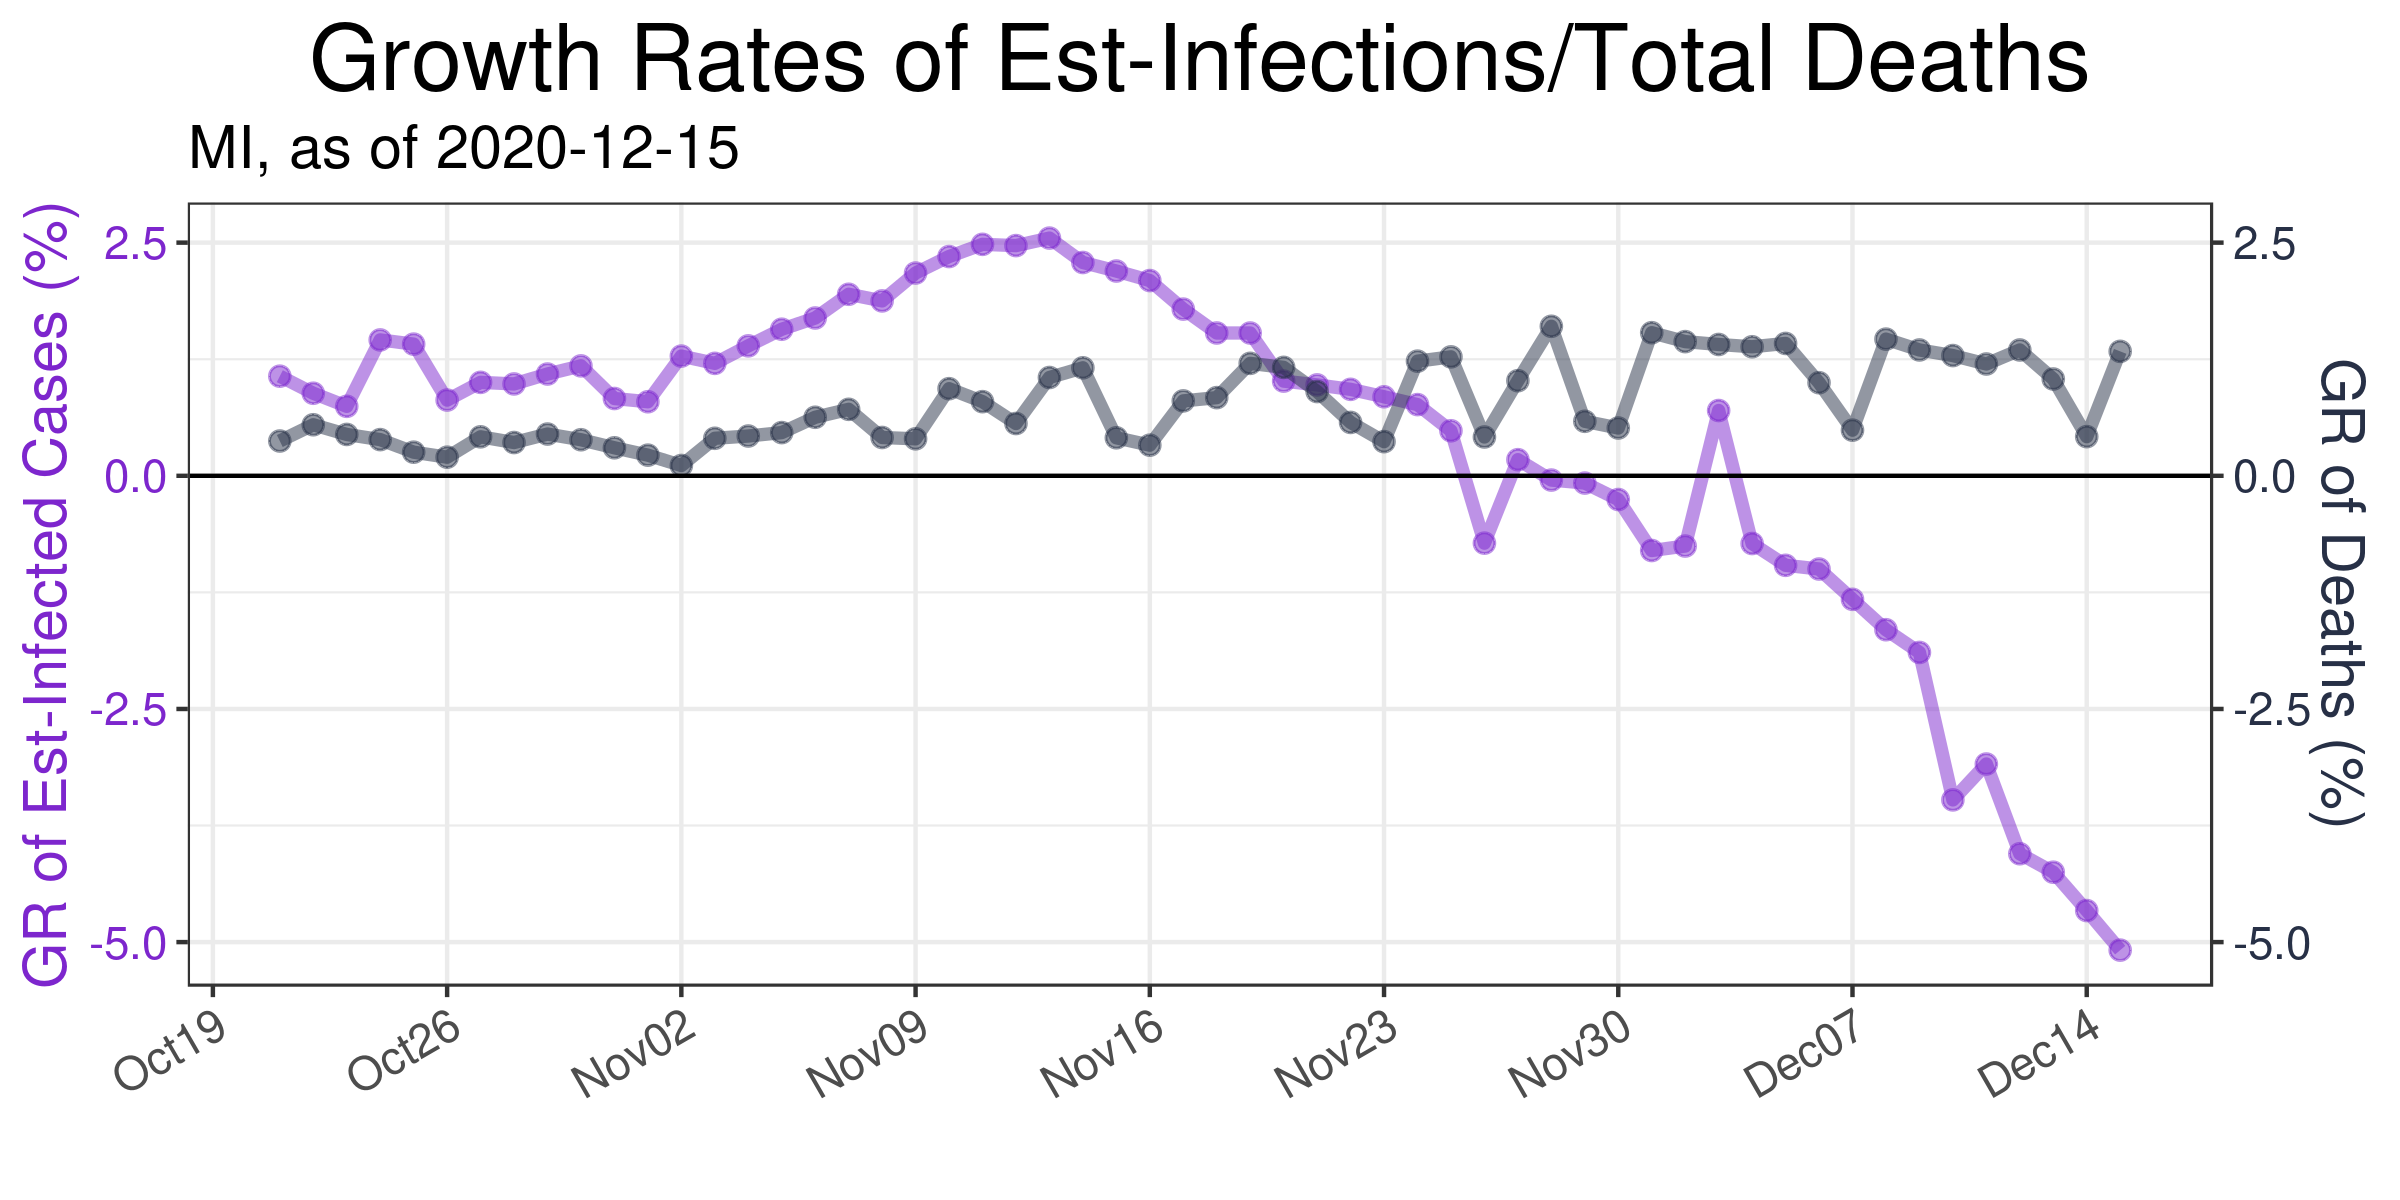 Growth Rates of Est-Infections/Total Deaths
MI, as of 2020-12-15
GR of Est-Infected Cases (%)
2.5
0.0
-2.5
-5.0
2.5
0.0
-2.5
-5.0
GR of Deaths (%)
Oct19
Oct26
Nov02
Nov09
Nov16
Nov23
Nov30
Dec07
Dec14